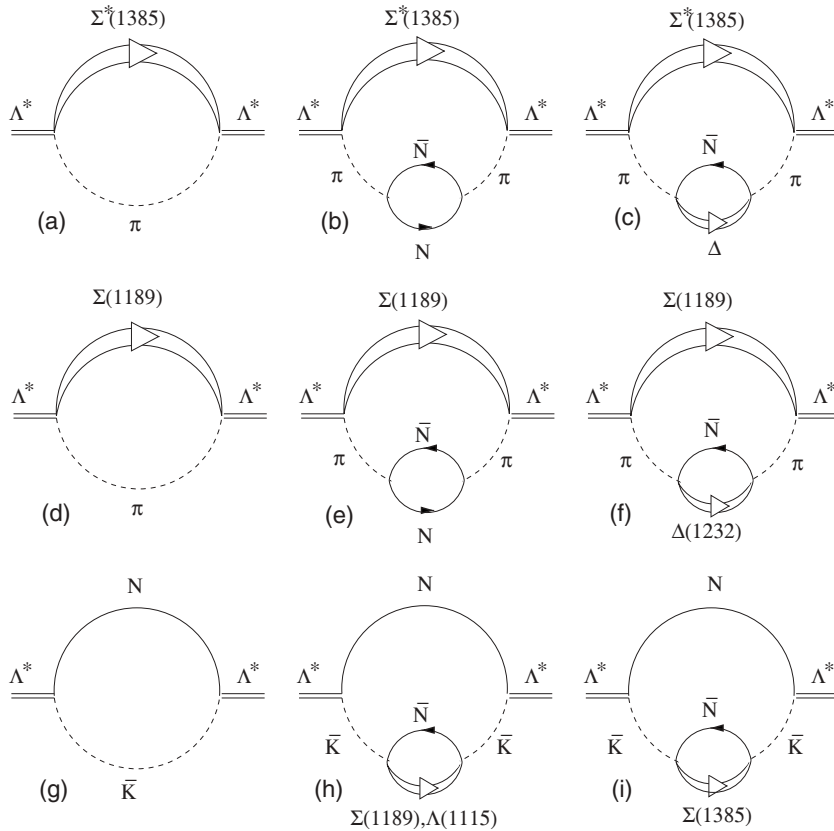 Σ*(1385) Σ*(1385) Σ*(1385)
Λ* Λ* Λ* Λ* Λ* Λ*
N̄ N̄
π π π π
(a) π (b) N (c) Δ
Σ(1189) Σ(1189) Σ(1189)
Λ* Λ* Λ* Λ* Λ* Λ*
N̄ N̄
π π π π
(d) π (e) N (f) Δ(1232)
N N N
Λ* Λ* Λ* Λ* Λ* Λ*
N̄ N̄
K̄ K̄ K̄ K̄
(g) K̄ (h) Σ(1189),Λ(1115) (i) Σ(1385)